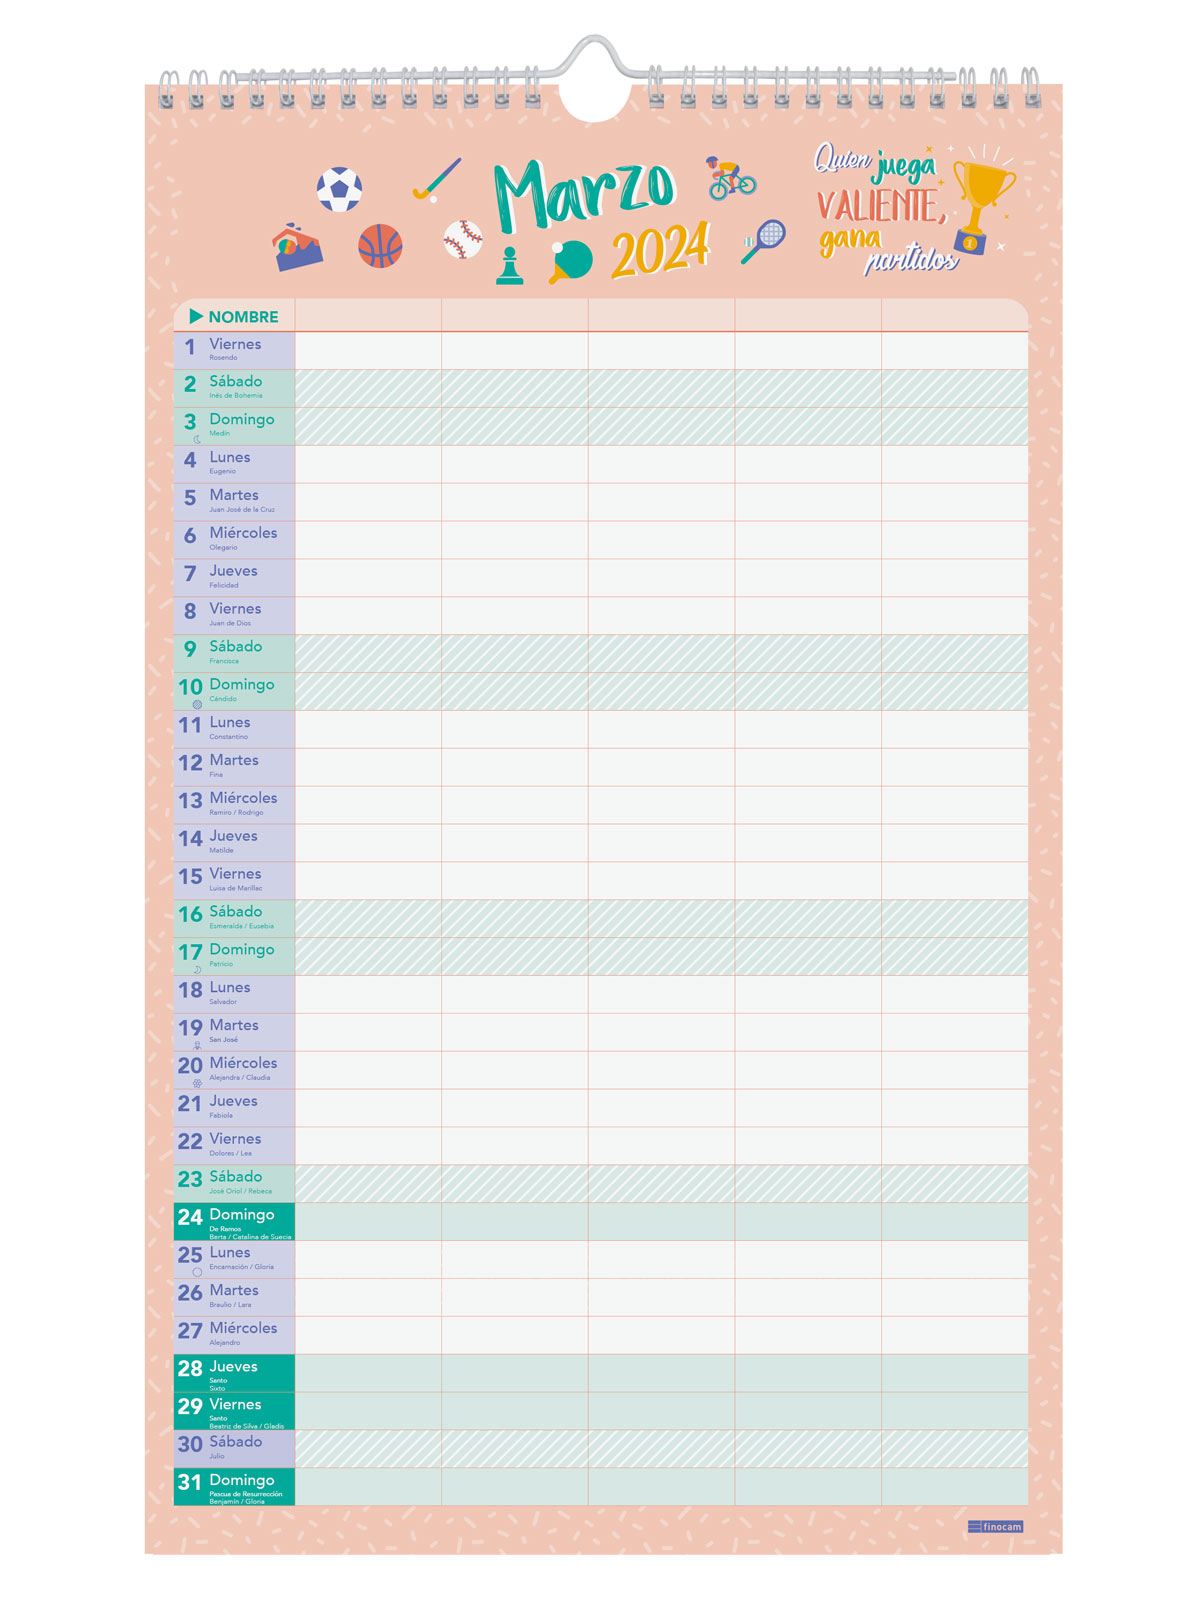 Marzo
2024
Quien juega
VALIENTE,
gana
partidos
1
NOMBRE
1 Viernes
Rosendo
2 Sábado
Inés de Bohemia
3 Domingo
Medín
4 Lunes
Eugenio
5 Martes
Juan José de la Cruz
6 Miércoles
Olegario
7 Jueves
Felicidad
8 Viernes
Juan de Dios
9 Sábado
Francisca
10 Domingo
Cándido
11 Lunes
Constantino
12 Martes
Fina
13 Miércoles
Ramiro / Rodrigo
14 Jueves
Matilde
15 Viernes
Luisa de Marillac
16 Sábado
Esmeralda / Eusebia
17 Domingo
Patricio
18 Lunes
Salvador
19 Martes
San José
20 Miércoles
Alejandra / Claudia
21 Jueves
Fabiola
22 Viernes
Dolores / Lea
23 Sábado
José Oriol / Rebeca
24 Domingo
De Ramos
Berta / Catalina de Suecia
25 Lunes
Encarnación / Gloria
26 Martes
Braulio / Lara
27 Miércoles
Alejandro
28 Jueves
Santo
Sixto
29 Viernes
Santo
Beatriz de Silva / Gladis
30 Sábado
Julio
31 Domingo
Pascua de Resurrección
Benjamín / Gloria
finocam